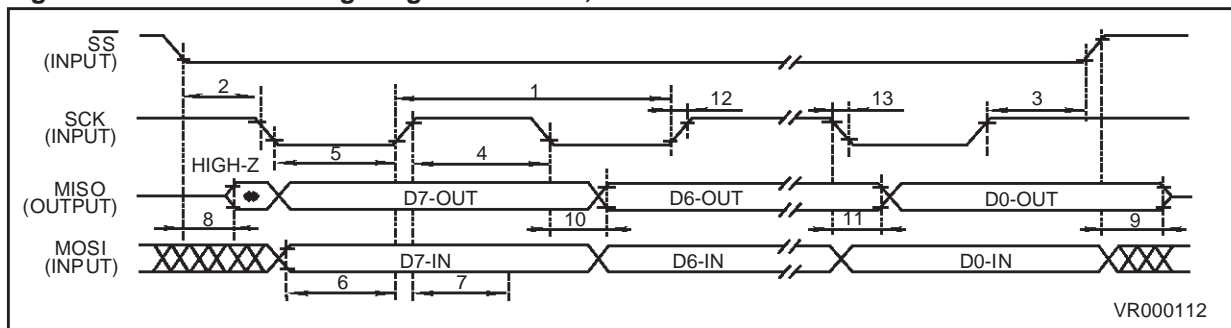 SS
(INPUT)
2
1
12
13
3
SCK
(INPUT)
5
4
HIGH-Z
MISO
(OUTPUT)
D7-OUT
D6-OUT
D0-OUT
8
10
11
9
MOSI
(INPUT)
D7-IN
D6-IN
D0-IN
6
7
VR000112